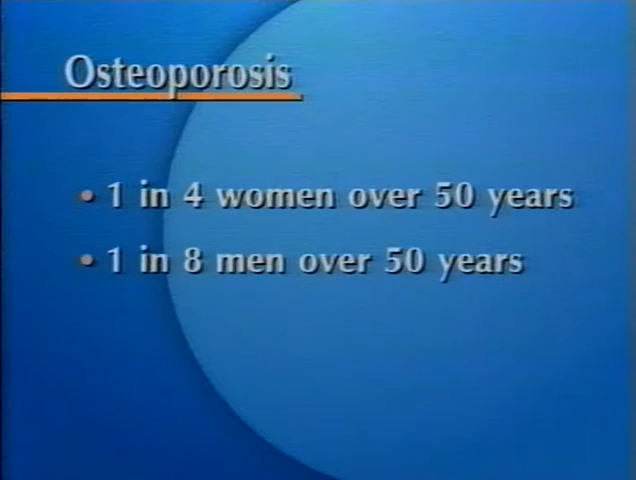 Osteoporosis
• 1 in 4 women over 50 years
• 1 in 8 men over 50 years